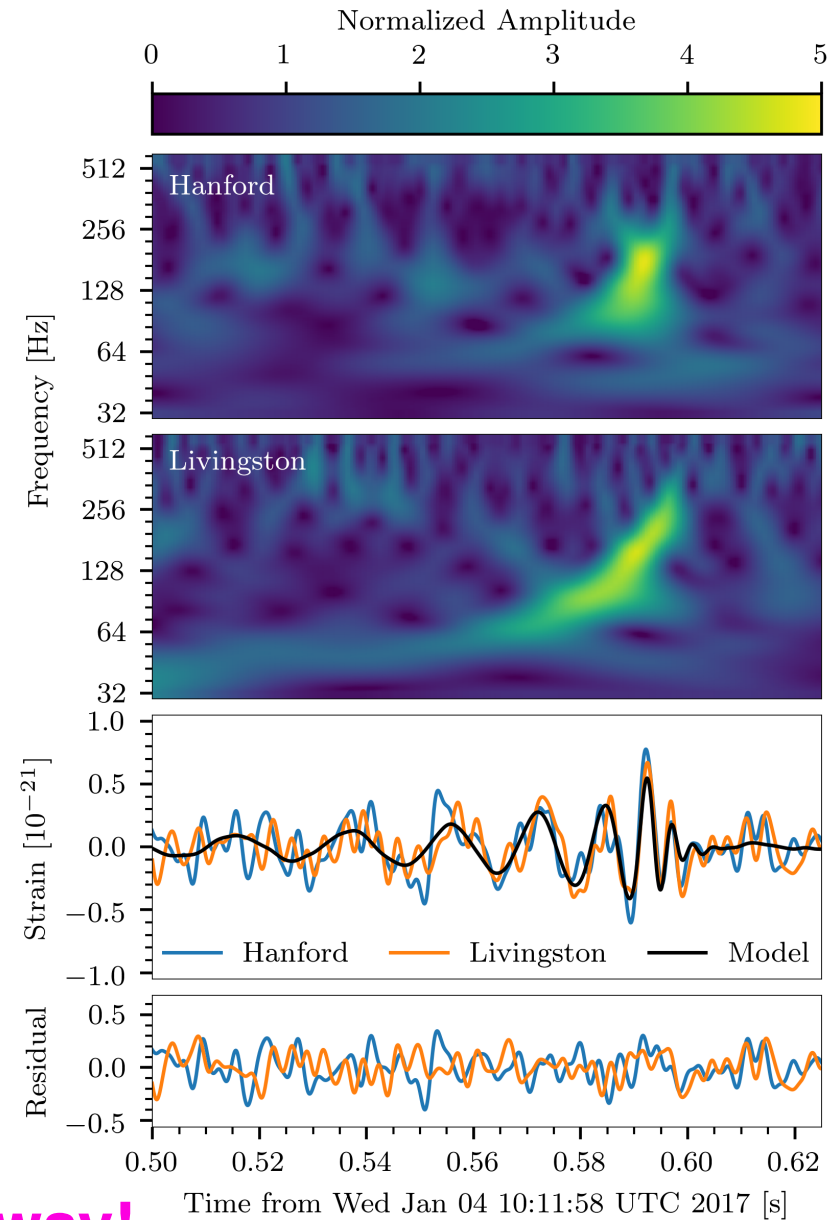 Normalized Amplitude
0 1 2 3 4 5
512
Hanford
256
128
64
32
Frequency [Hz]
512
Livingston
256
128
64
32
1.0
0.5
0.0
−0.5
−1.0
Strain [10⁻²¹]
Hanford Livingston Model
0.5
0.0
−0.5
Residual
0.50 0.52 0.54 0.56 0.58 0.60 0.62
Time from Wed Jan 04 10:11:58 UTC 2017 [s]